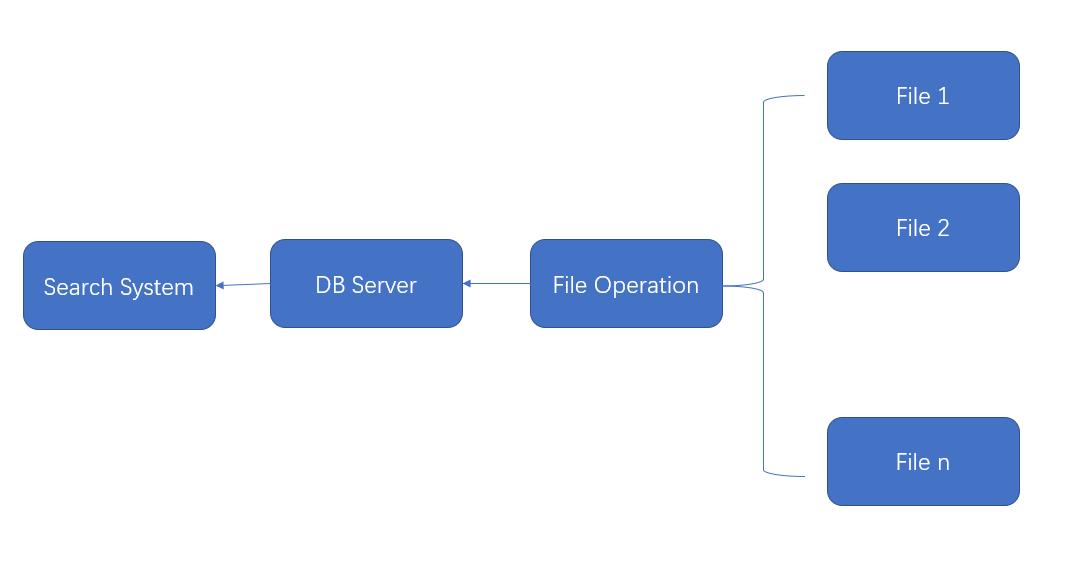 File 1
File 2
Search System
DB Server
File Operation
File n